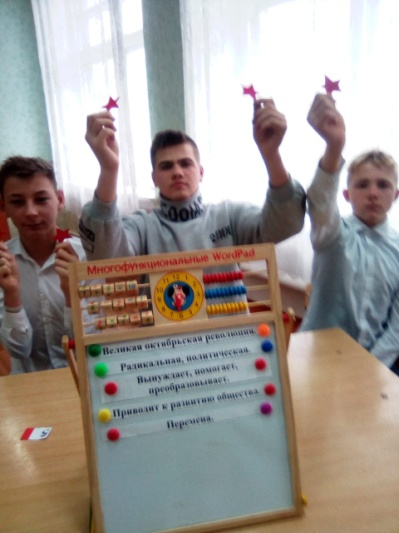 Многофункциональные WordPad
Великая октябрьская революция.
Радикальная, политическая.
Вынуждает, помогает,
преобразовывает.
Приводит к развитию общества.
Перемена.